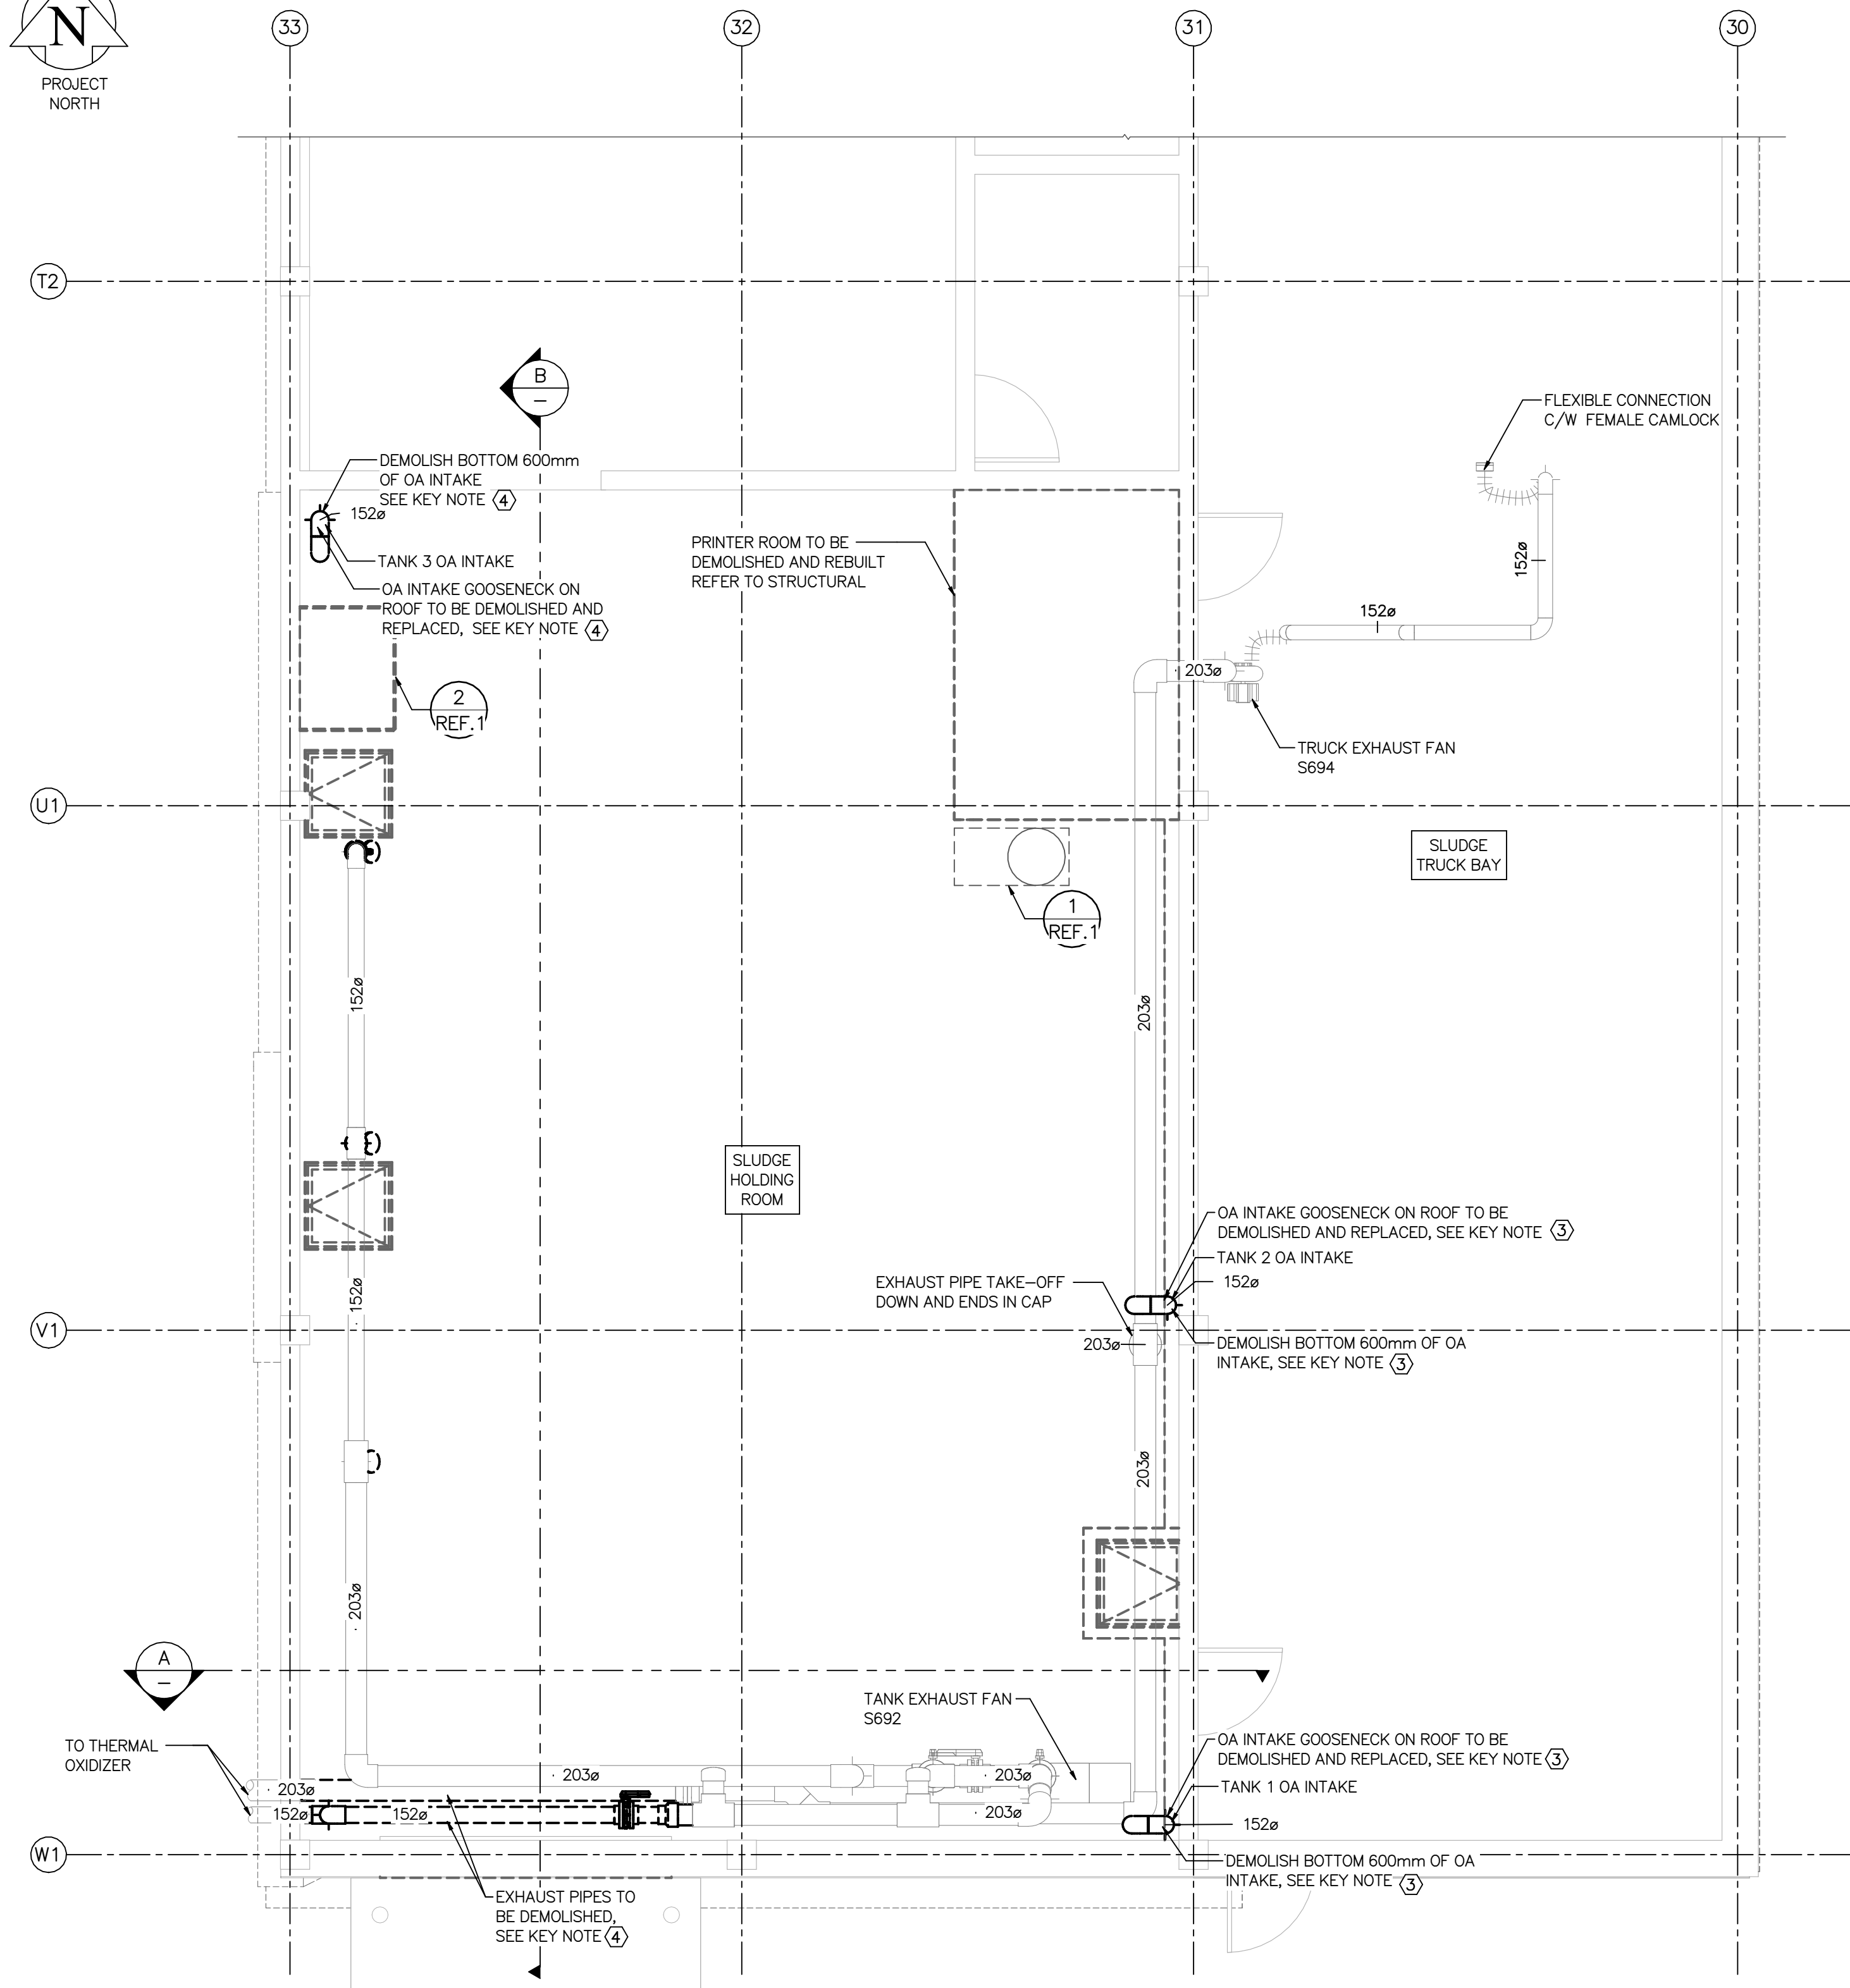 N
PROJECT
NORTH
33
32
31
30
T2
B
–
FLEXIBLE CONNECTION
C/W FEMALE CAMLOCK
DEMOLISH BOTTOM 600mm
OF OA INTAKE
SEE KEY NOTE 4
152ø
TANK 3 OA INTAKE
OA INTAKE GOOSENECK ON
ROOF TO BE DEMOLISHED AND
REPLACED, SEE KEY NOTE 4
PRINTER ROOM TO BE
DEMOLISHED AND REBUILT
REFER TO STRUCTURAL
152ø
152ø
203ø
2
REF.1
TRUCK EXHAUST FAN
S694
U1
SLUDGE
TRUCK BAY
1
REF.1
152ø
203ø
SLUDGE
HOLDING
ROOM
OA INTAKE GOOSENECK ON ROOF TO BE
DEMOLISHED AND REPLACED, SEE KEY NOTE 3
TANK 2 OA INTAKE
152ø
EXHAUST PIPE TAKE–OFF
DOWN AND ENDS IN CAP
152ø
V1
203ø
DEMOLISH BOTTOM 600mm OF OA
INTAKE, SEE KEY NOTE 3
203ø
203ø
A
–
TANK EXHAUST FAN
S692
TO THERMAL
OXIDIZER
OA INTAKE GOOSENECK ON ROOF TO BE
DEMOLISHED AND REPLACED, SEE KEY NOTE 3
203ø
203ø
203ø
TANK 1 OA INTAKE
152ø
152ø
203ø
152ø
W1
DEMOLISH BOTTOM 600mm OF OA
INTAKE, SEE KEY NOTE 3
EXHAUST PIPES TO
BE DEMOLISHED,
SEE KEY NOTE 4